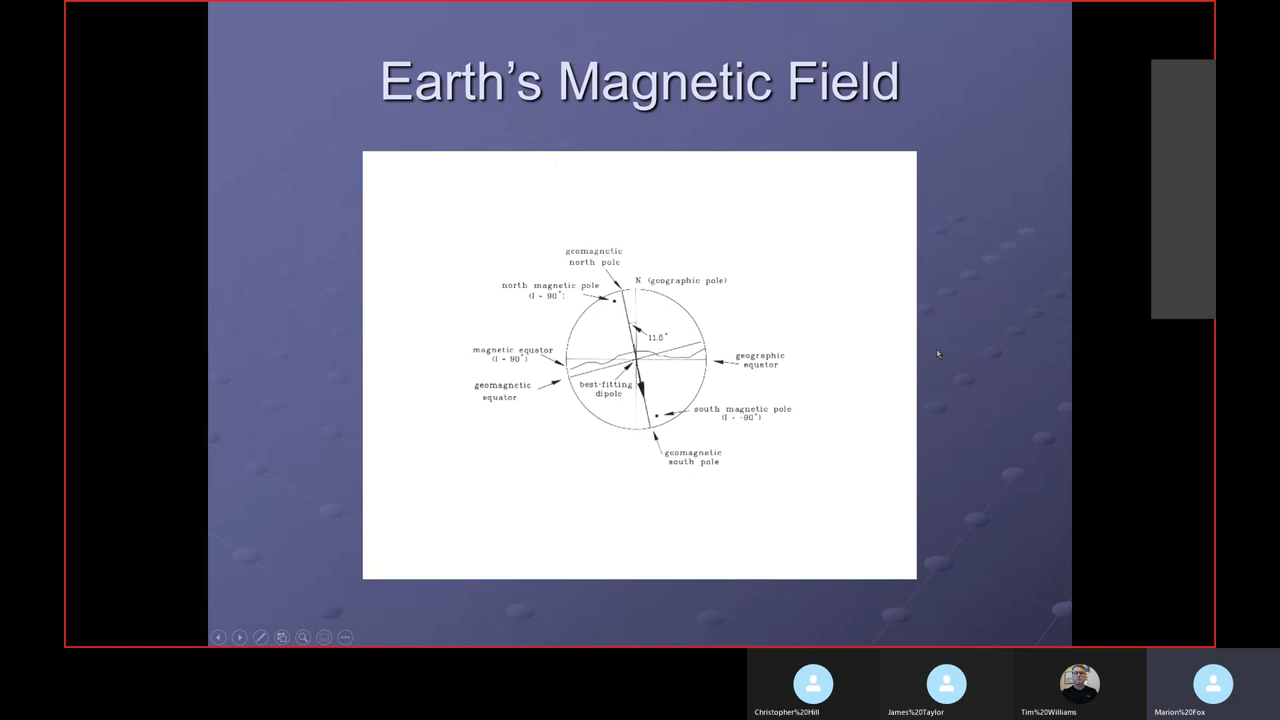 Earth's Magnetic Field
geomagnetic
north pole
N (geographic pole)
north magnetic pole
(I - 90°)
11.5°
magnetic equator
(I - 90°)
geographic
equator
geomagnetic
equator
best-fitting
dipole
south magnetic pole
(I - -90°)
geomagnetic
south pole
Christopher%20Hill
James%20Taylor
Tim%20Williams
Marion%20Fox